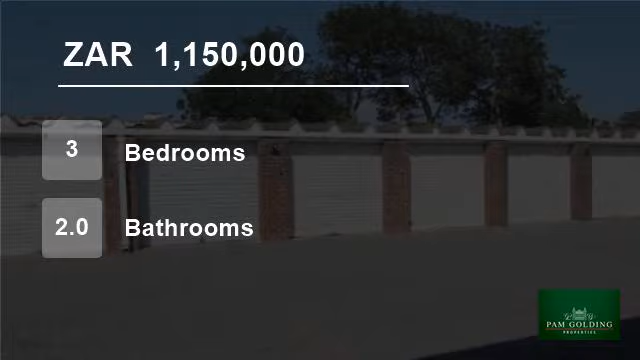 ZAR 1,150,000
3
Bedrooms
2.0
Bathrooms
PAM GOLDING
PROPERTIES